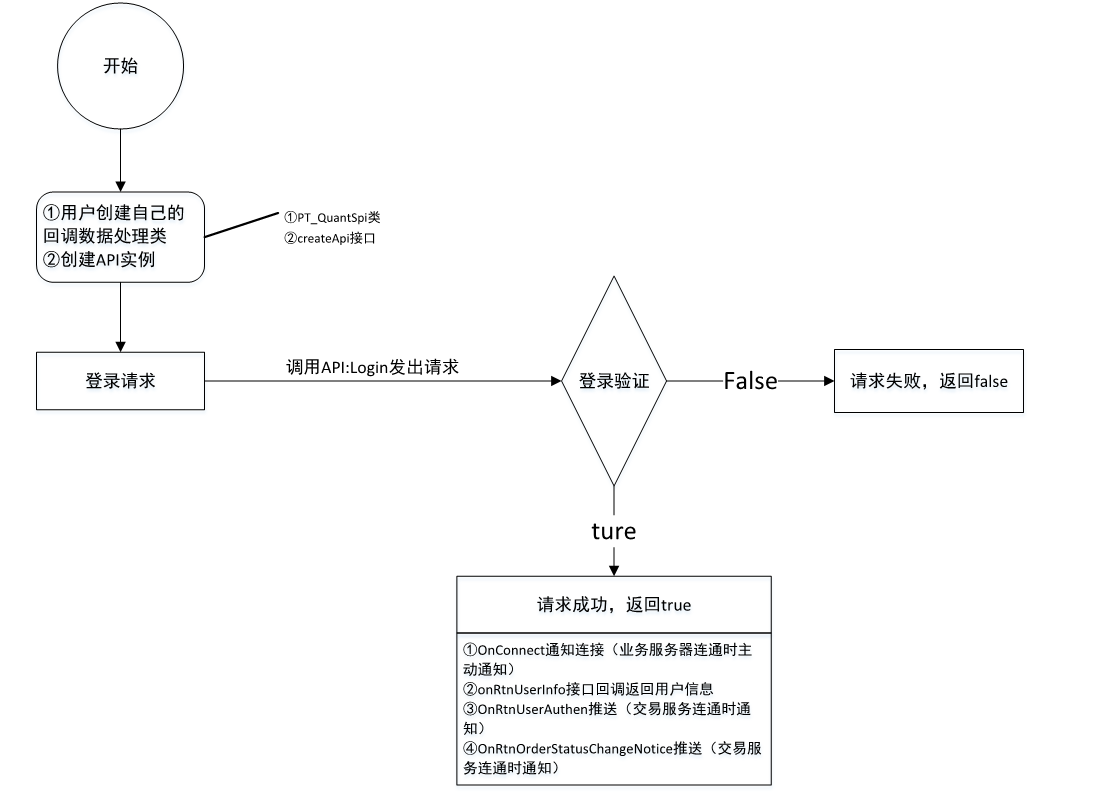 开始
①用户创建自己的
回调数据处理类
②创建API实例
①PT_QuantSpi类
②createApi接口
登录请求
调用API:Login发出请求
登录验证
False
请求失败，返回false
ture
请求成功，返回true
①OnConnect通知连接（业务服务器连通时主
动通知）
②onRtnUserInfo接口回调返回用户信息
③OnRtnUserAuthen推送（交易服务连通时通
知）
④OnRtnOrderStatusChangeNotice推送（交易服
务连通时通知）